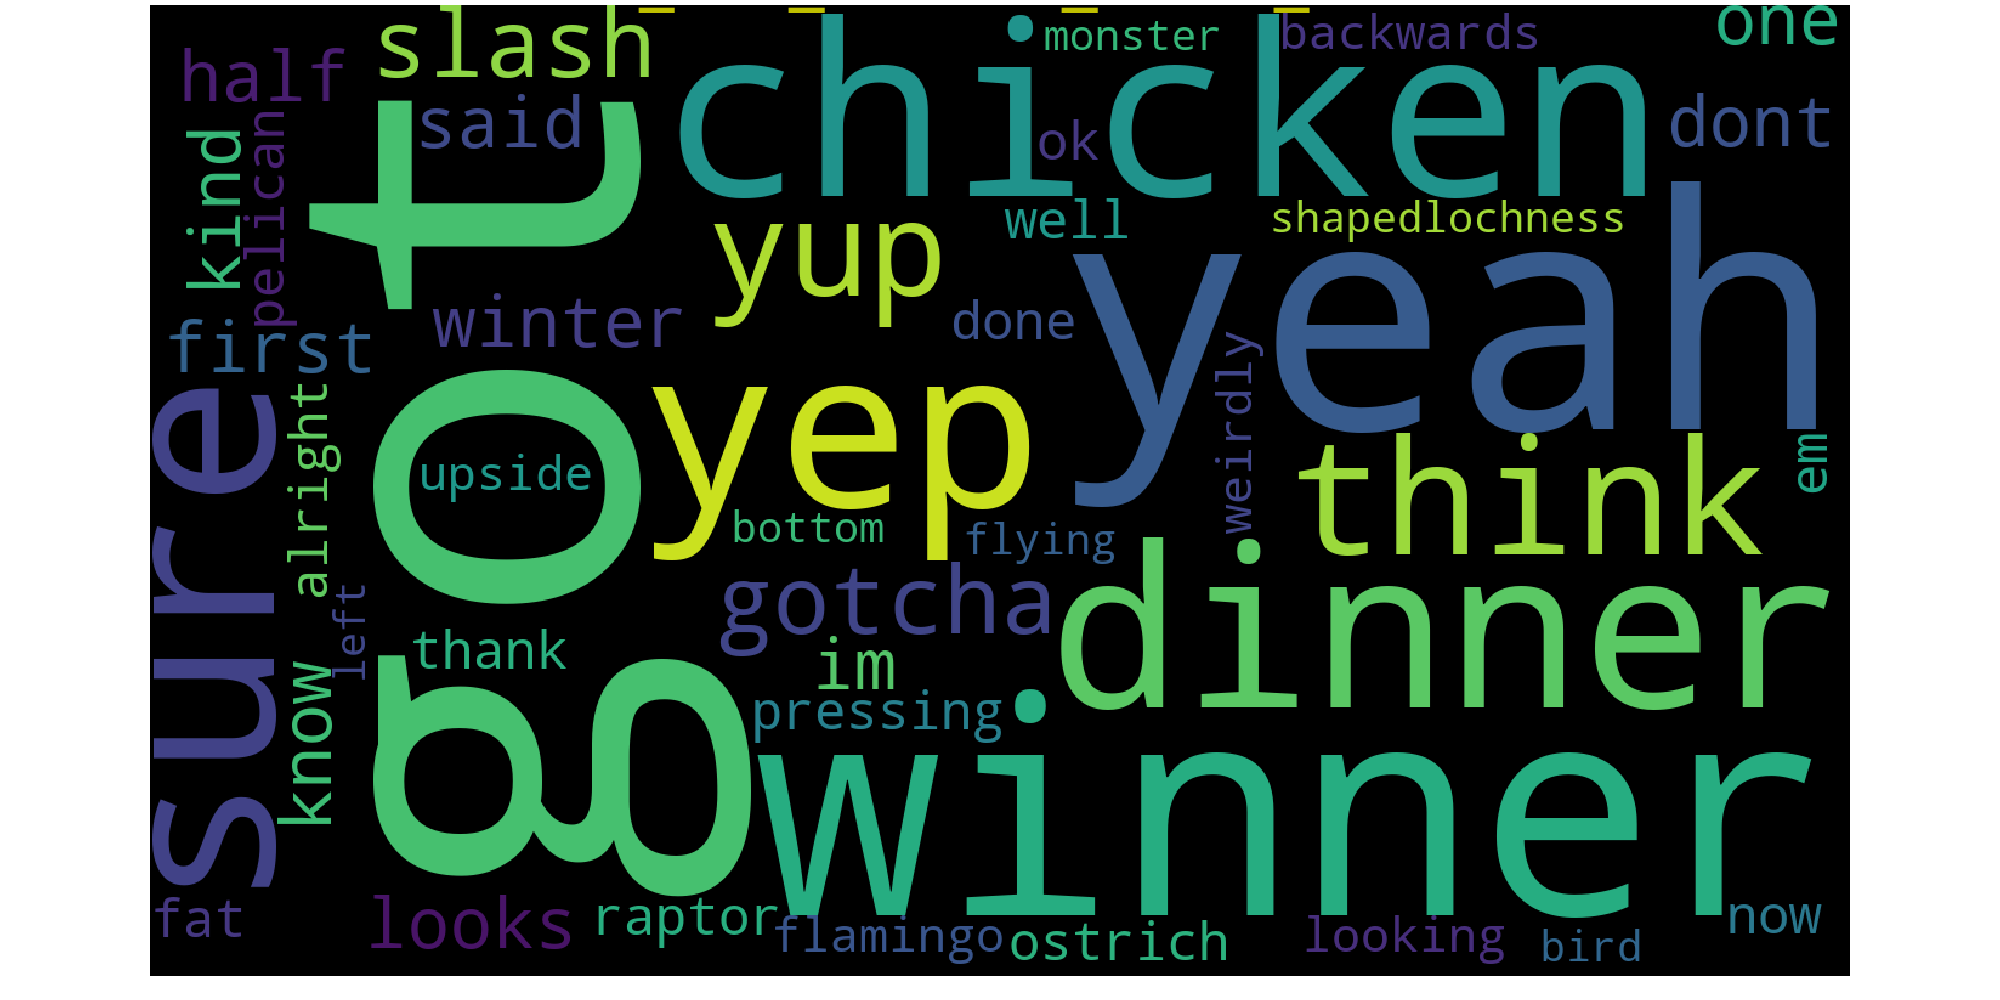 slash
monster
backwards
one
half
chicken
said
ok
dont
kind
pelican
got
yup
well
shapedlochness
yeah
winter
done
first
weirdly
sure
alright
yep
think
em
upside
bottom
flying
left
gotcha
dinner
thank
im
know
pressing
winner
fat
looks
raptor
flamingo
ostrich
looking
bird
now